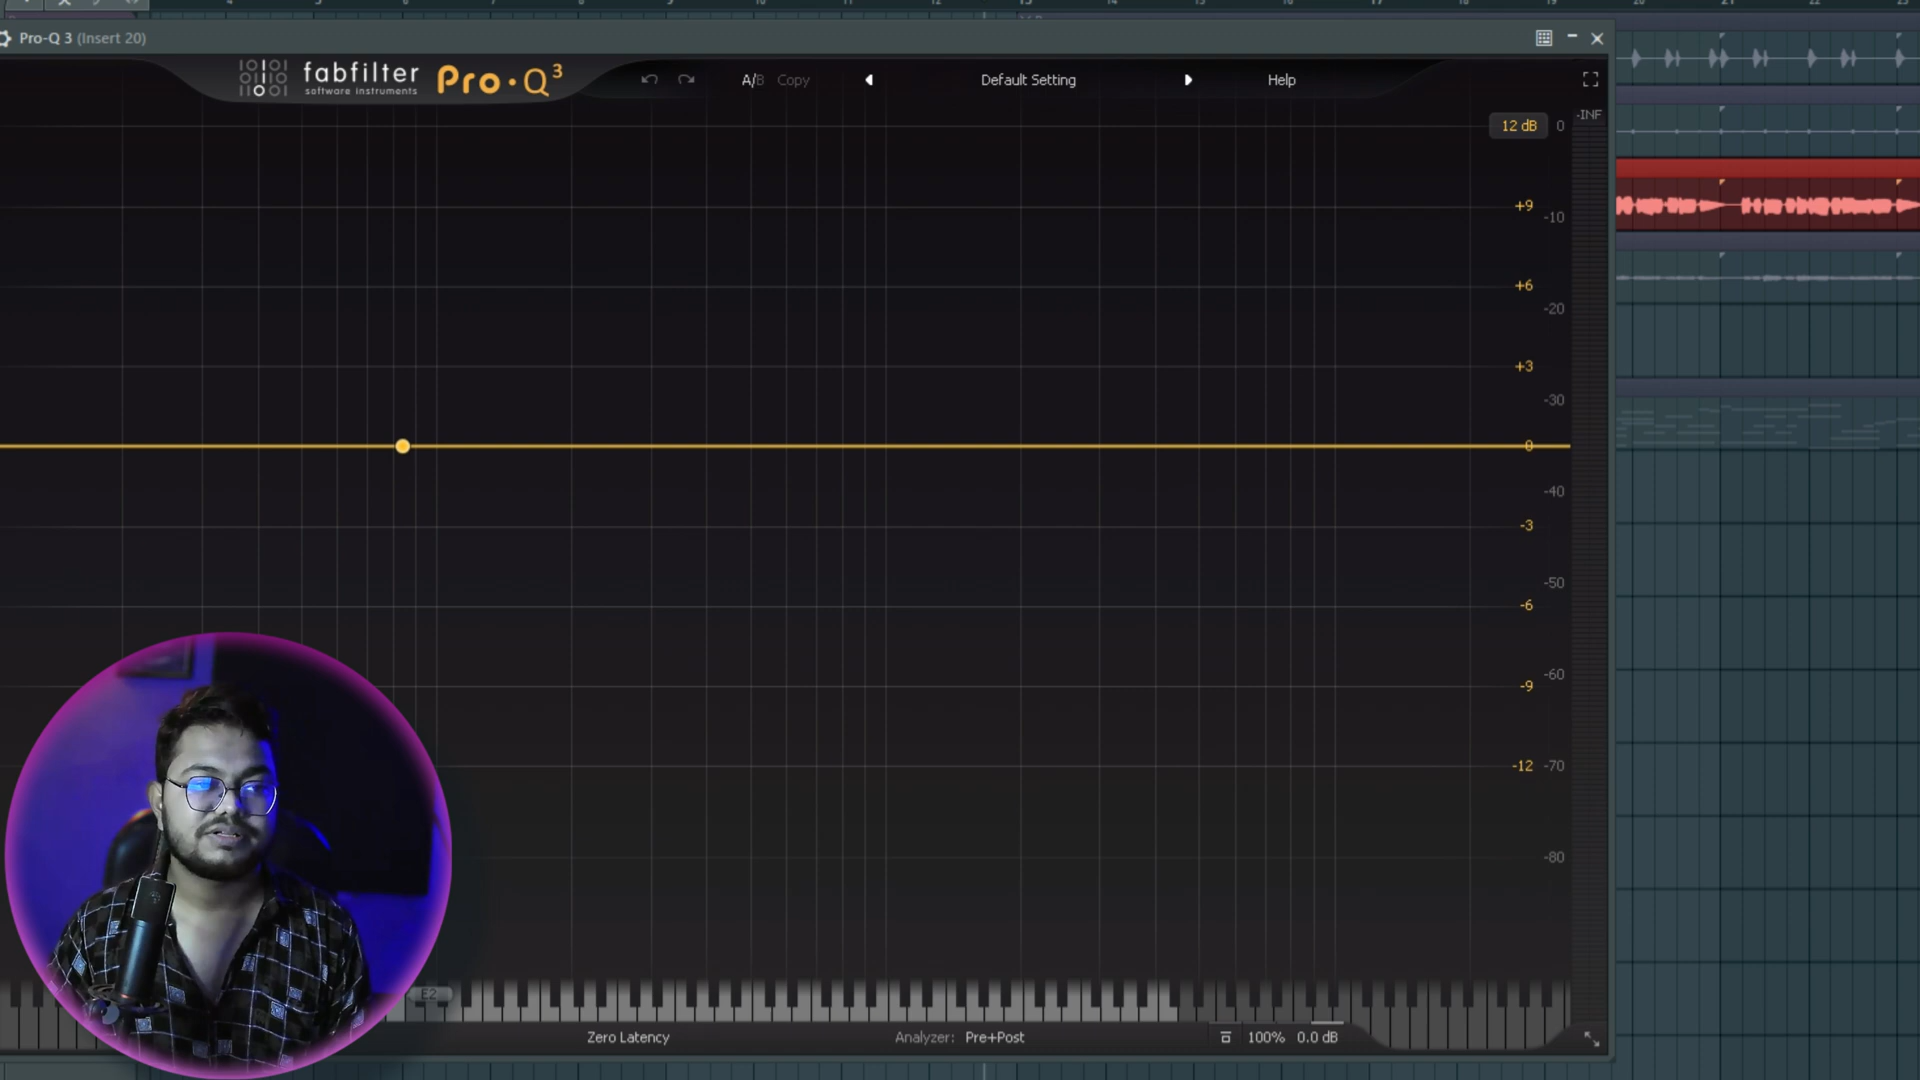 Pro-Q 3 (Insert 20)
fabfilter
software instruments
Pro·Q3
A/B Copy
Default Setting
Help
12 dB
0
-INF
+9
-10
+6
-20
+3
-30
0
-40
-3
-50
-6
-60
-9
-12
-70
-80
E2
Zero Latency
Analyzer: Pre+Post
100%
0.0 dB